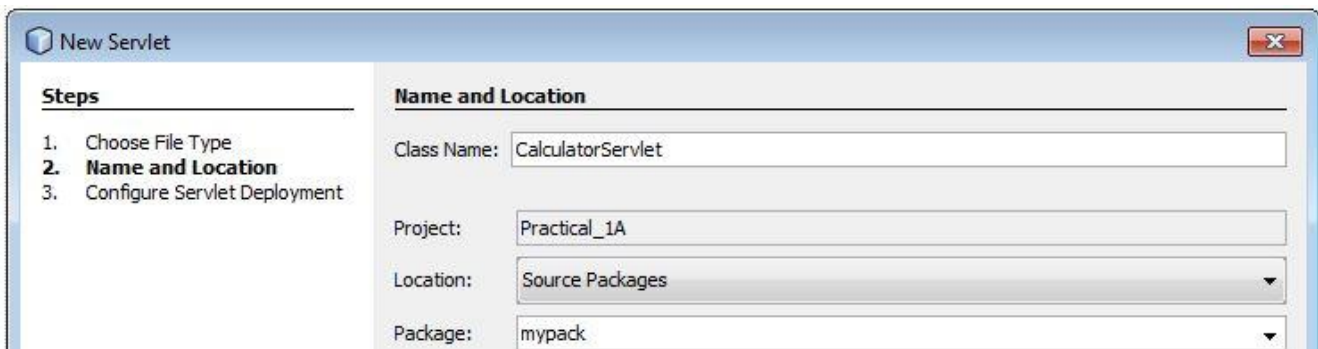 New Servlet
Steps
1. Choose File Type
2. Name and Location
3. Configure Servlet Deployment
Name and Location
Class Name: CalculatorServlet
Project: Practical_1A
Location: Source Packages
Package: mypack